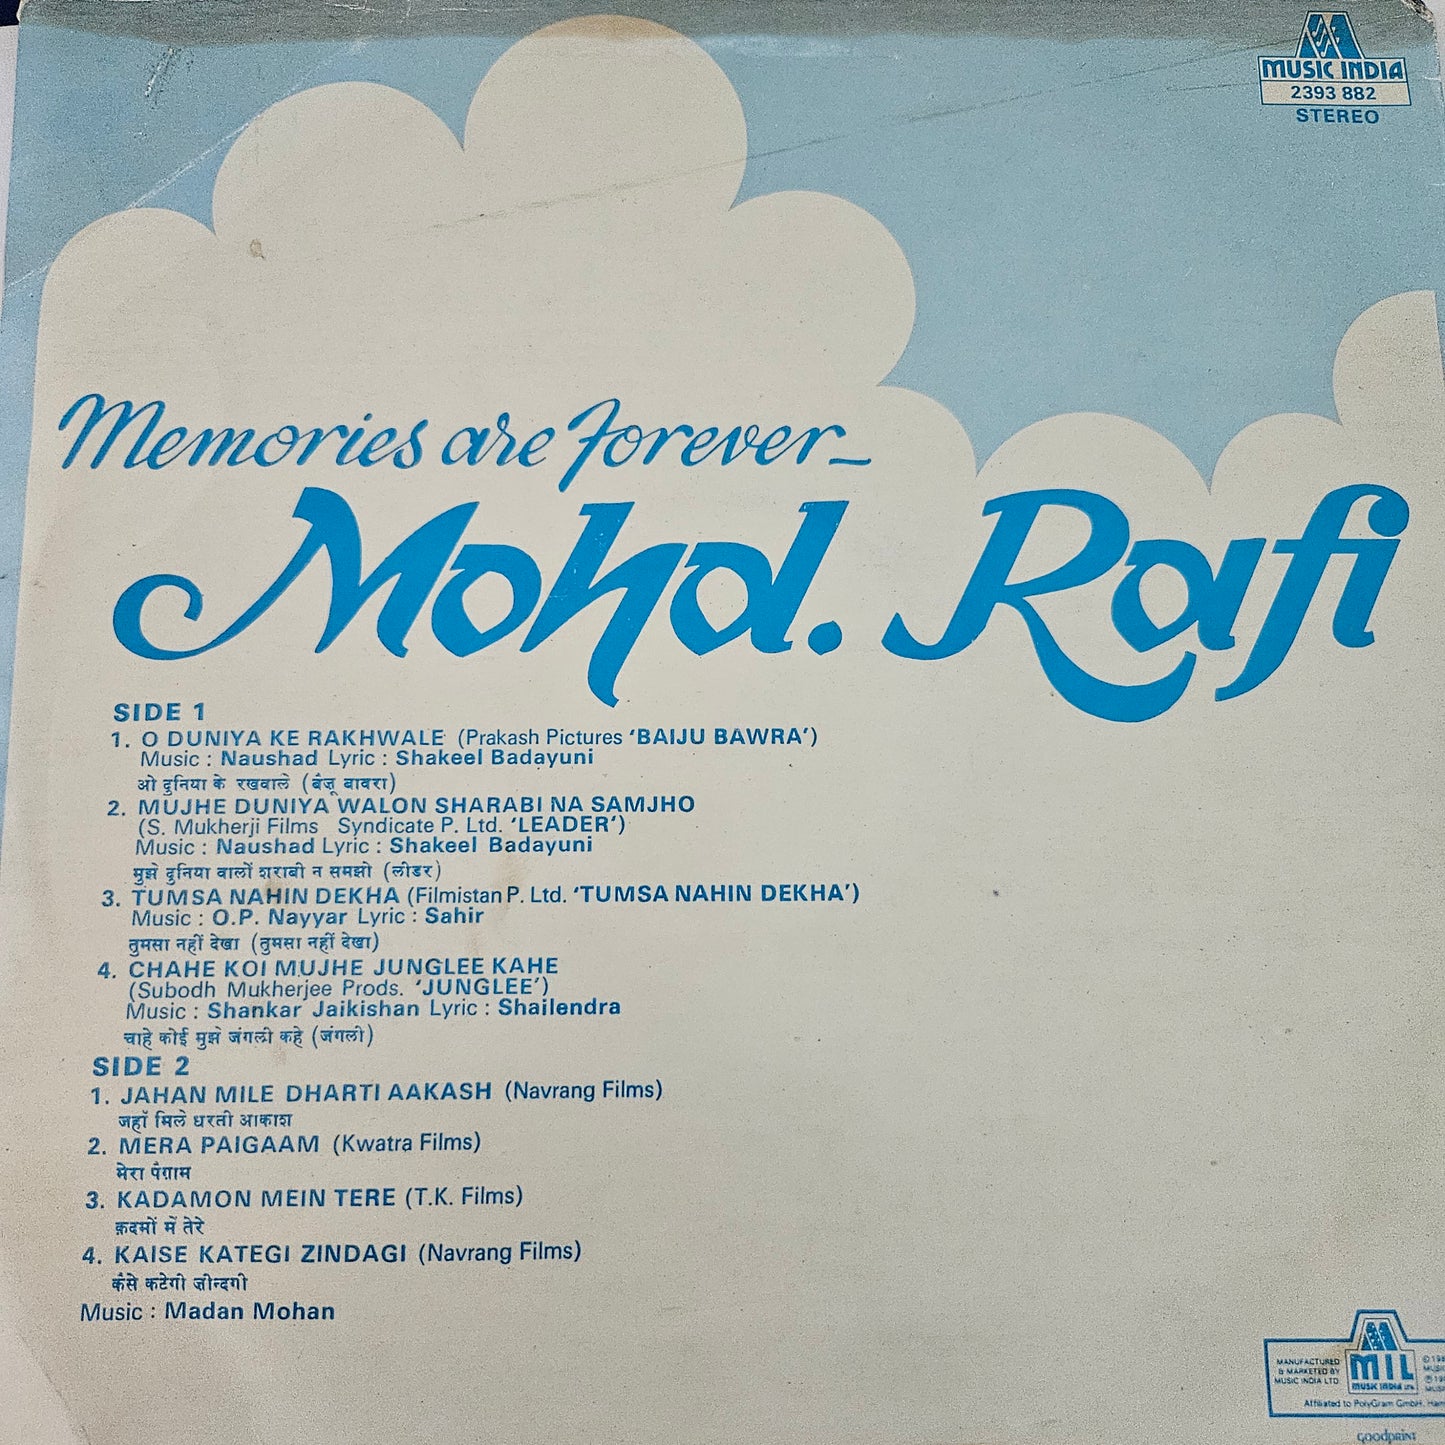 MUSIC INDIA
2393 882
STEREO
Memories are forever_
Mohd. Rafi
SIDE 1
1. O DUNIYA KE RAKHWALE (Prakash Pictures ‘BAIJU BAWRA’)
Music : Naushad Lyric : Shakeel Badayuni
ओ दुनिया के रखवाले (बैजू बावरा)
2. MUJHE DUNIYA WALON SHARABI NA SAMJHO
(S. Mukherji Films Syndicate P. Ltd. ‘LEADER’)
Music : Naushad Lyric : Shakeel Badayuni
मुझे दुनिया वालों शराबी न समझो (लीडर)
3. TUMSA NAHIN DEKHA (Filmistan P. Ltd. ‘TUMSA NAHIN DEKHA’)
Music : O.P. Nayyar Lyric : Sahir
तुमसा नहीं देखा (तुमसा नहीं देखा)
4. CHAHE KOI MUJHE JUNGLEE KAHE
(Subodh Mukherjee Prods. ‘JUNGLEE’)
Music : Shankar Jaikishan Lyric : Shailendra
चाहे कोई मुझे जंगली कहे (जंगली)
SIDE 2
1. JAHAN MILE DHARTI AAKASH (Navrang Films)
जहाँ मिले धरती आकाश
2. MERA PAIGAAM (Kwatra Films)
मेरा पैग़ाम
3. KADAMON MEIN TERE (T.K. Films)
क़दमों में तेरे
4. KAISE KATEGI ZINDAGI (Navrang Films)
कैसे कटेगी ज़ीन्दगी
Music : Madan Mohan
MANUFACTURED
& MARKETED BY
MUSIC INDIA LTD.
MIL
MUSIC INDIA LTD.
Affiliated to PolyGram GmbH,
goodprint